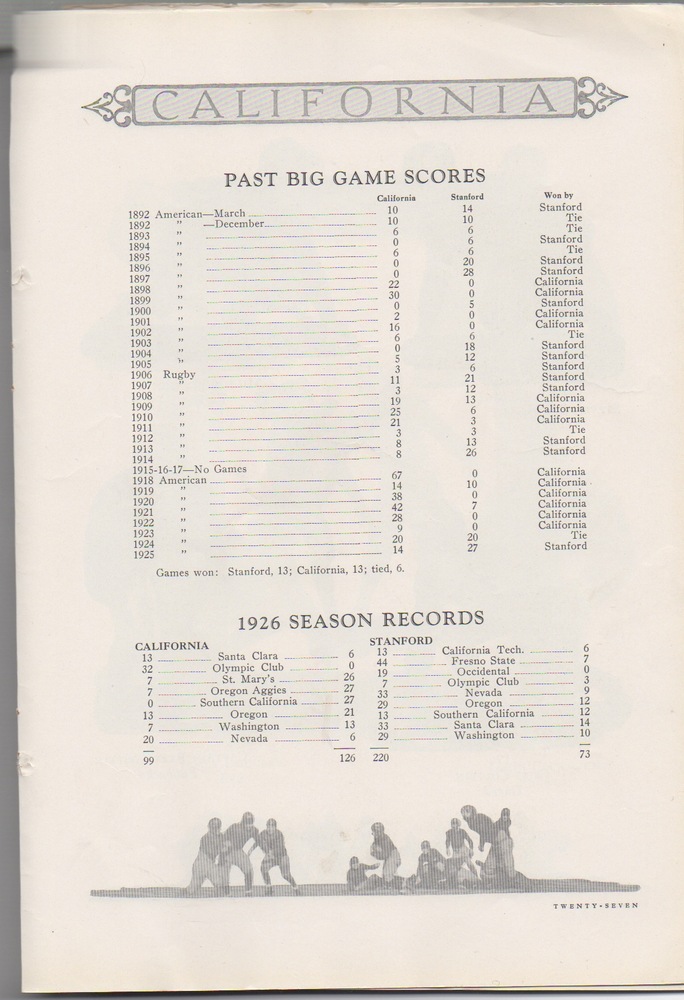 CALIFORNIA
PAST BIG GAME SCORES
California Stanford Won by
1892 American—March 10 14 Stanford
1892 " —December 10 10 Tie
1893 " 6 6 Tie
1894 " 0 6 Stanford
1895 " 6 6 Tie
1896 " 0 20 Stanford
1897 " 0 28 Stanford
1898 " 22 0 California
1899 " 30 0 California
1900 " 0 5 Stanford
1901 " 2 0 California
1902 " 16 0 California
1903 " 6 6 Tie
1904 " 0 18 Stanford
1905 " 5 12 Stanford
1906 Rugby 3 6 Stanford
1907 " 11 21 Stanford
1908 " 3 12 Stanford
1909 " 19 13 California
1910 " 25 6 California
1911 " 21 3 California
1912 " 3 3 Tie
1913 " 8 13 Stanford
1914 " 8 26 Stanford
1915-16-17—No Games
1918 American 67 0 California
1919 " 14 10 California
1920 " 38 0 California
1921 " 42 7 California
1922 " 28 0 California
1923 " 9 0 California
1924 " 20 20 Tie
1925 " 14 27 Stanford
Games won: Stanford, 13; California, 13; tied, 6.
1926 SEASON RECORDS
CALIFORNIA
13 Santa Clara 6
32 Olympic Club 0
7 St. Mary's 26
7 Oregon Aggies 27
0 Southern California 27
13 Oregon 21
7 Washington 13
20 Nevada 6
99 126
STANFORD
13 California Tech. 6
44 Fresno State 7
19 Occidental 0
7 Olympic Club 3
33 Nevada 9
29 Oregon 12
13 Southern California 12
33 Santa Clara 14
29 Washington 10
220 73
TWENTY-SEVEN